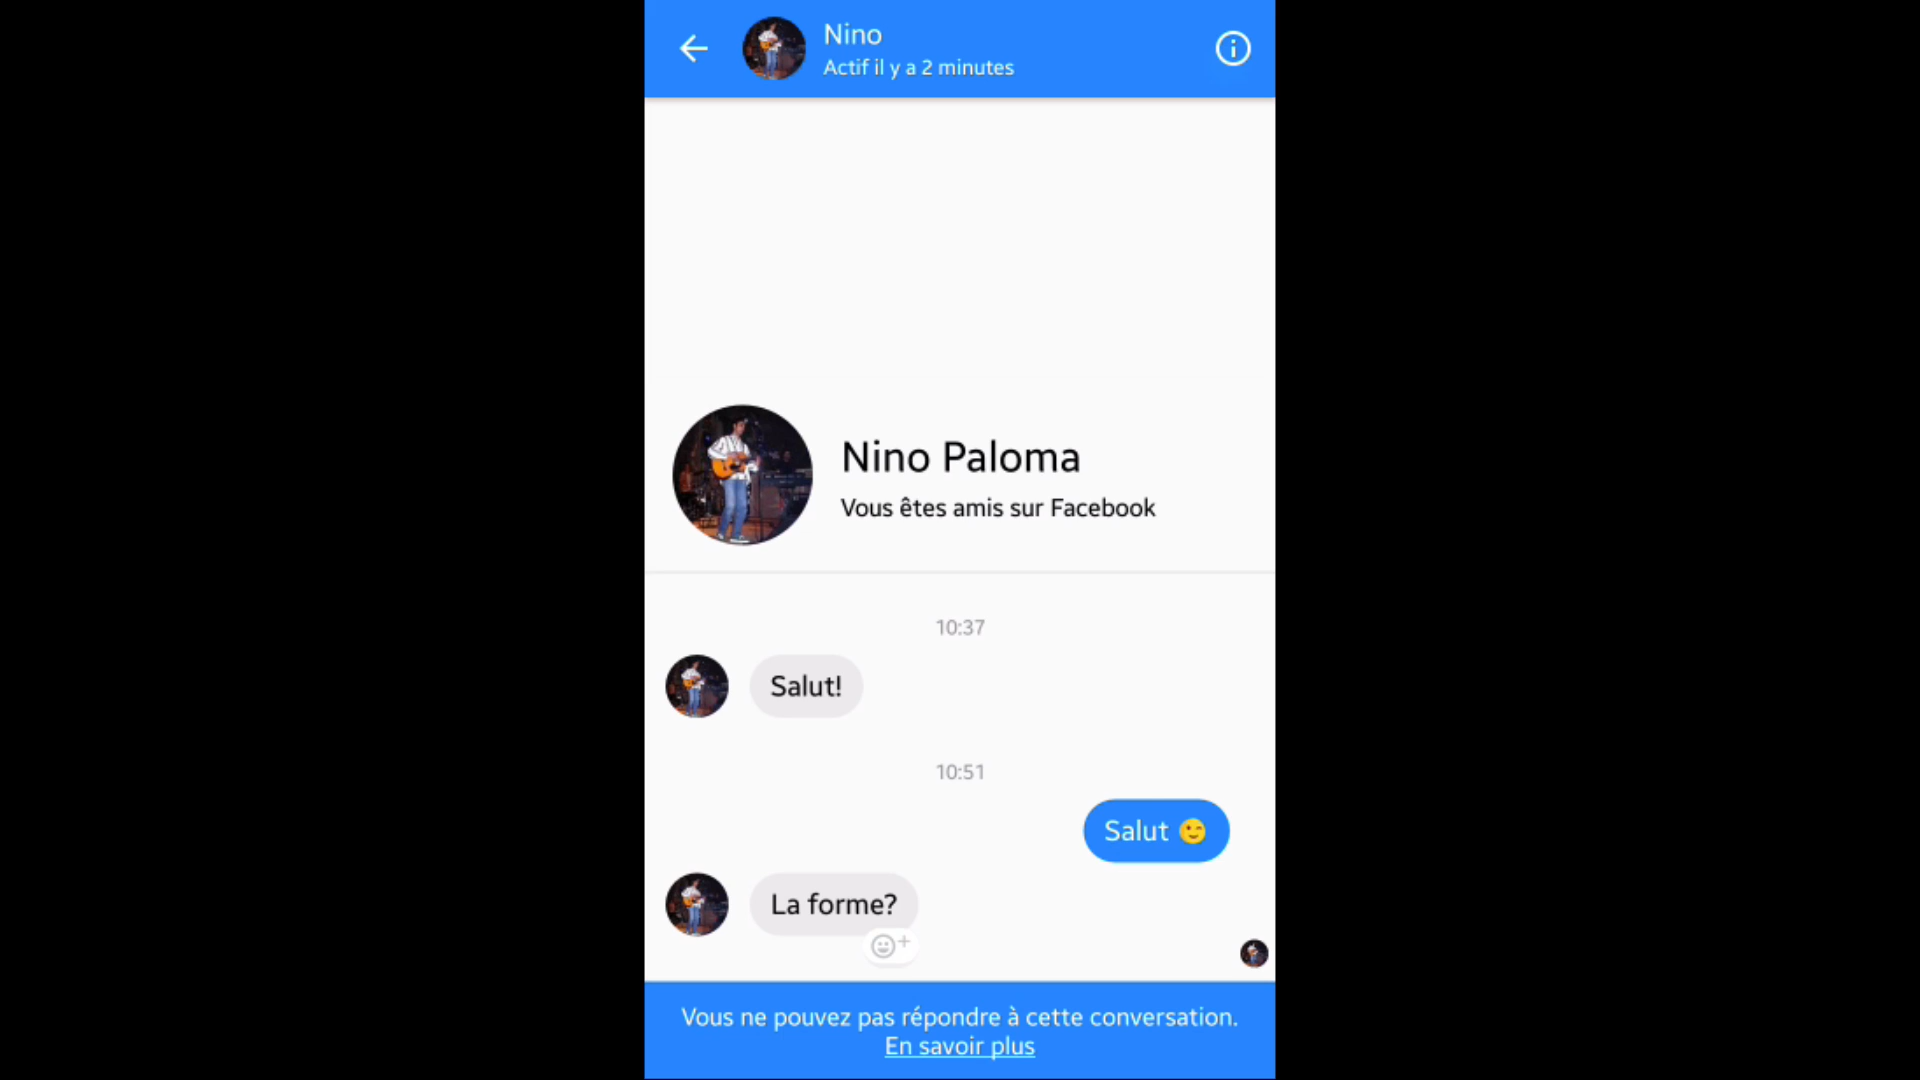 Nino
Actif il y a 2 minutes
Nino Paloma
Vous êtes amis sur Facebook
10:37
Salut!
10:51
Salut 😉
La forme?
Vous ne pouvez pas répondre à cette conversation.
En savoir plus